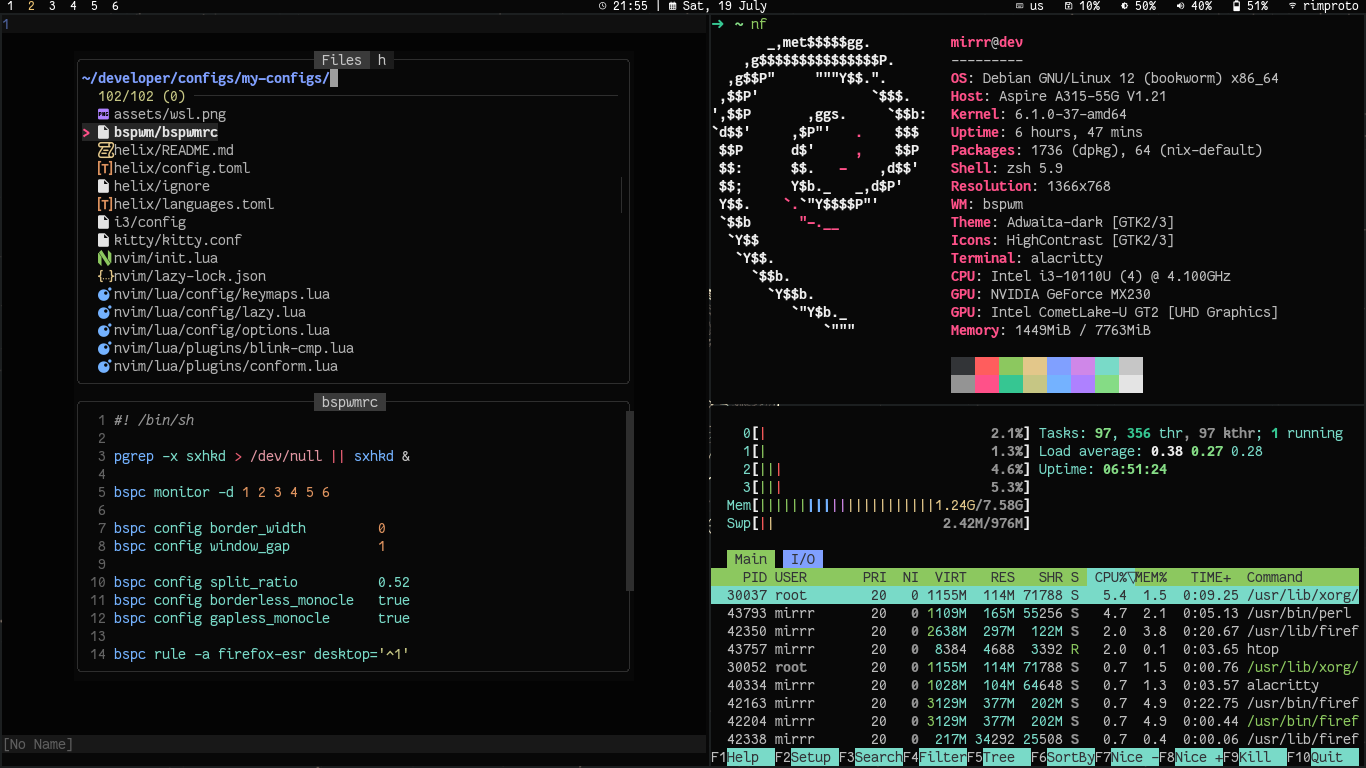 1 2 3 4 5 6
21:55 | Sat, 19 July
us 10% 50% 40% 51% rimproto
1
Files h
~/developer/configs/my-configs/
102/102 (0)
assets/wsl.png
> bspwm/bspwmrc
helix/README.md
[T]helix/config.toml
helix/ignore
[T]helix/languages.toml
i3/config
kitty/kitty.conf
nvim/init.lua
{..}nvim/lazy-lock.json
nvim/lua/config/keymaps.lua
nvim/lua/config/lazy.lua
nvim/lua/config/options.lua
nvim/lua/plugins/blink-cmp.lua
nvim/lua/plugins/conform.lua
bspwmrc
1 #! /bin/sh
2
3 pgrep -x sxhkd > /dev/null || sxhkd &
4
5 bspc monitor -d 1 2 3 4 5 6
6
7 bspc config border_width 0
8 bspc config window_gap 1
9
10 bspc config split_ratio 0.52
11 bspc config borderless_monocle true
12 bspc config gapless_monocle true
13
14 bspc rule -a firefox-esr desktop='^1'
[No Name]
➜ ~ nf
_,met$$$$$gg.
,g$$$$$$$$$$$$$$$P.
,g$$P" """Y$$.".
,$$P' `$$$.
',$$P ,ggs. `$$b:
`d$$' ,$P"' . $$$
$$P d$' , $$P
$$: $$. - ,d$$'
$$; Y$b._ _,d$P'
Y$$. `.`"Y$$$$P"'
`$$b "-.__
`Y$$
`Y$$.
`$$b.
`Y$$b.
`"Y$b._
`"""
mirrr@dev
---------
OS: Debian GNU/Linux 12 (bookworm) x86_64
Host: Aspire A315-55G V1.21
Kernel: 6.1.0-37-amd64
Uptime: 6 hours, 47 mins
Packages: 1736 (dpkg), 64 (nix-default)
Shell: zsh 5.9
Resolution: 1366x768
WM: bspwm
Theme: Adwaita-dark [GTK2/3]
Icons: HighContrast [GTK2/3]
Terminal: alacritty
CPU: Intel i3-10110U (4) @ 4.100GHz
GPU: NVIDIA GeForce MX230
GPU: Intel CometLake-U GT2 [UHD Graphics]
Memory: 1449MiB / 7763MiB
0[| 2.1%] Tasks: 97, 356 thr, 97 kthr; 1 running
1[| 1.3%] Load average: 0.38 0.27 0.28
2[||| 4.6%] Uptime: 06:51:24
3[||| 5.3%]
Mem[||||||||||||||||||||||1.24G/7.58G]
Swp[|| 2.42M/976M]
Main I/O
PID USER PRI NI VIRT RES SHR S CPU%▽MEM% TIME+ Command
30037 root 20 0 1155M 114M 71788 S 5.4 1.5 0:09.25 /usr/lib/xorg/
43793 mirrr 20 0 1109M 165M 55256 S 4.7 2.1 0:05.13 /usr/bin/perl
42350 mirrr 20 0 2638M 297M 122M S 2.0 3.8 0:20.67 /usr/lib/firef
43757 mirrr 20 0 8384 4688 3392 R 2.0 0.1 0:03.65 htop
30052 root 20 0 1155M 114M 71788 S 0.7 1.5 0:00.76 /usr/lib/xorg/
40334 mirrr 20 0 1028M 104M 64648 S 0.7 1.3 0:03.57 alacritty
42163 mirrr 20 0 3129M 377M 202M S 0.7 4.9 0:22.75 /usr/bin/firef
42204 mirrr 20 0 3129M 377M 202M S 0.7 4.9 0:00.44 /usr/bin/firef
42338 mirrr 20 0 217M 34292 25508 S 0.7 0.4 0:00.06 /usr/lib/firef
F1Help F2Setup F3SearchF4FilterF5Tree F6SortByF7Nice -F8Nice +F9Kill F10Quit